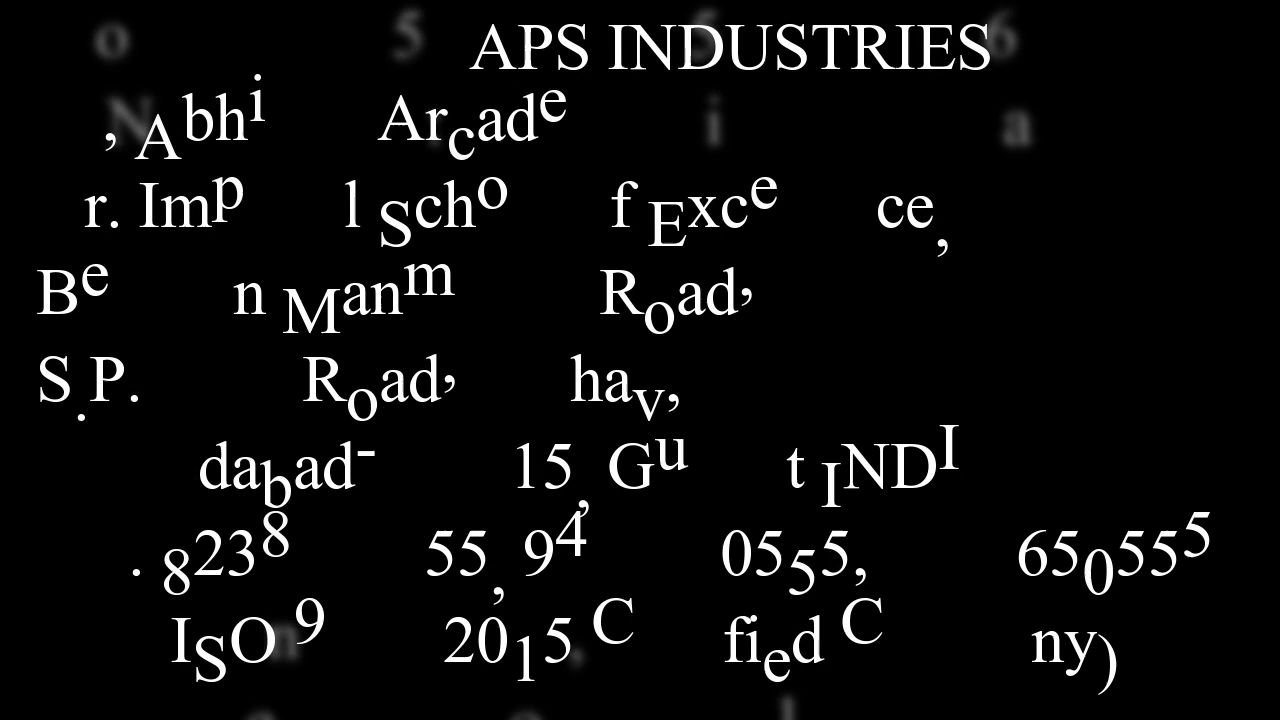 APS INDUSTRIES
, Abhi Arcade
r. Imp l Scho f Exce ce,
Be n Manm Road,
S.P. Road, hav,
dabad- 15, Gu t INDI
. 8238 55, 94 0555, 650555
ISO 9 2015 C fied C ny)